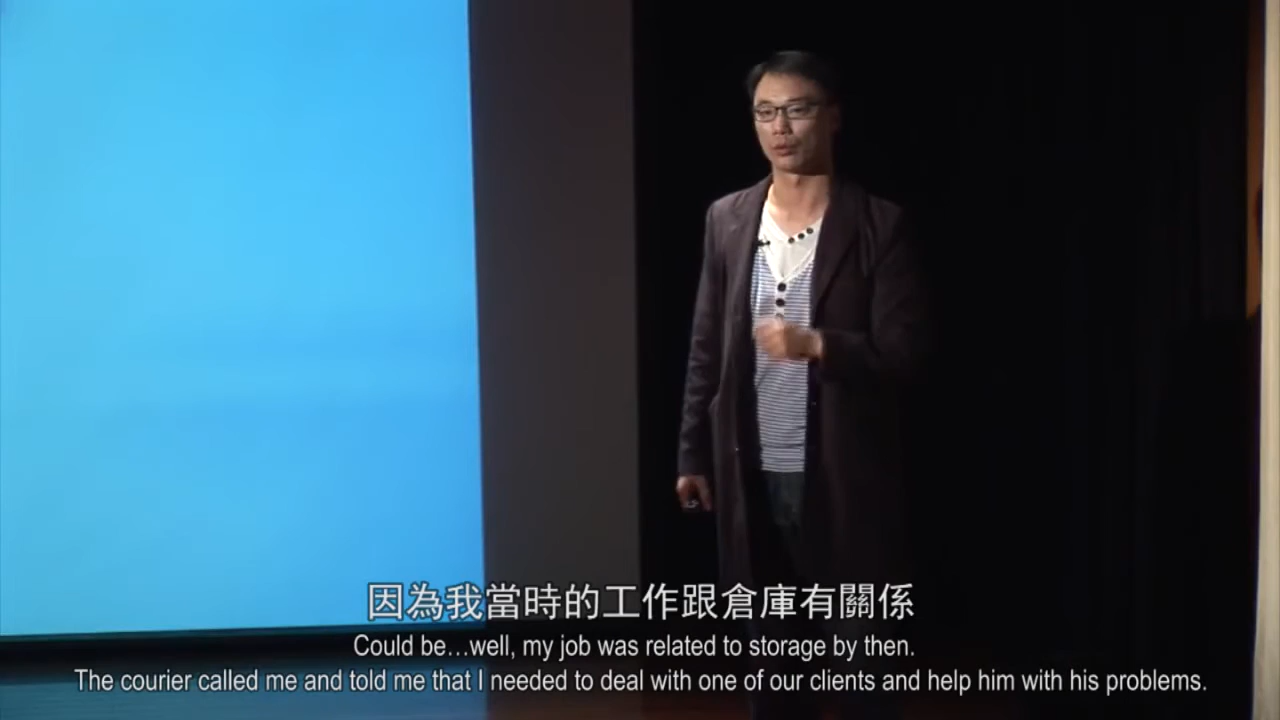 因為我當時的工作跟倉庫有關係
Could be…well, my job was related to storage by then.
The courier called me and told me that I needed to deal with one of our clients and help him with his problems.